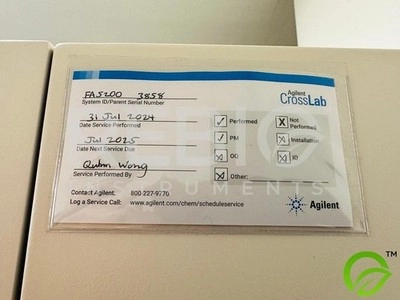 FA5200 3858
System ID/Parent Serial Number
Agilent
CrossLab
31 Jul 2024
Date Service Performed
Performed
Not Performed
Jul 2025
Date Next Service Due
PM
Installation
Wong
Service Performed By
OQ
IQ
Other:
Contact Agilent: 800-227-9770
Log a Service Call: www.agilent.com/chem/scheduleservice
Agilent
TM